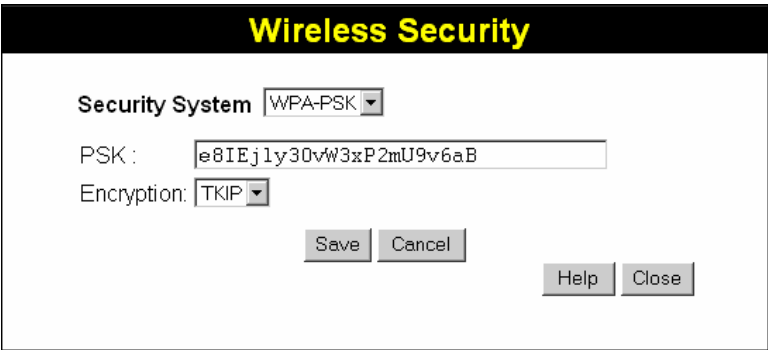 Wireless Security
Security System WPA-PSK
PSK : e8IEj1y30vW3xP2mU9v6aB
Encryption: TKIP
Save Cancel
Help Close